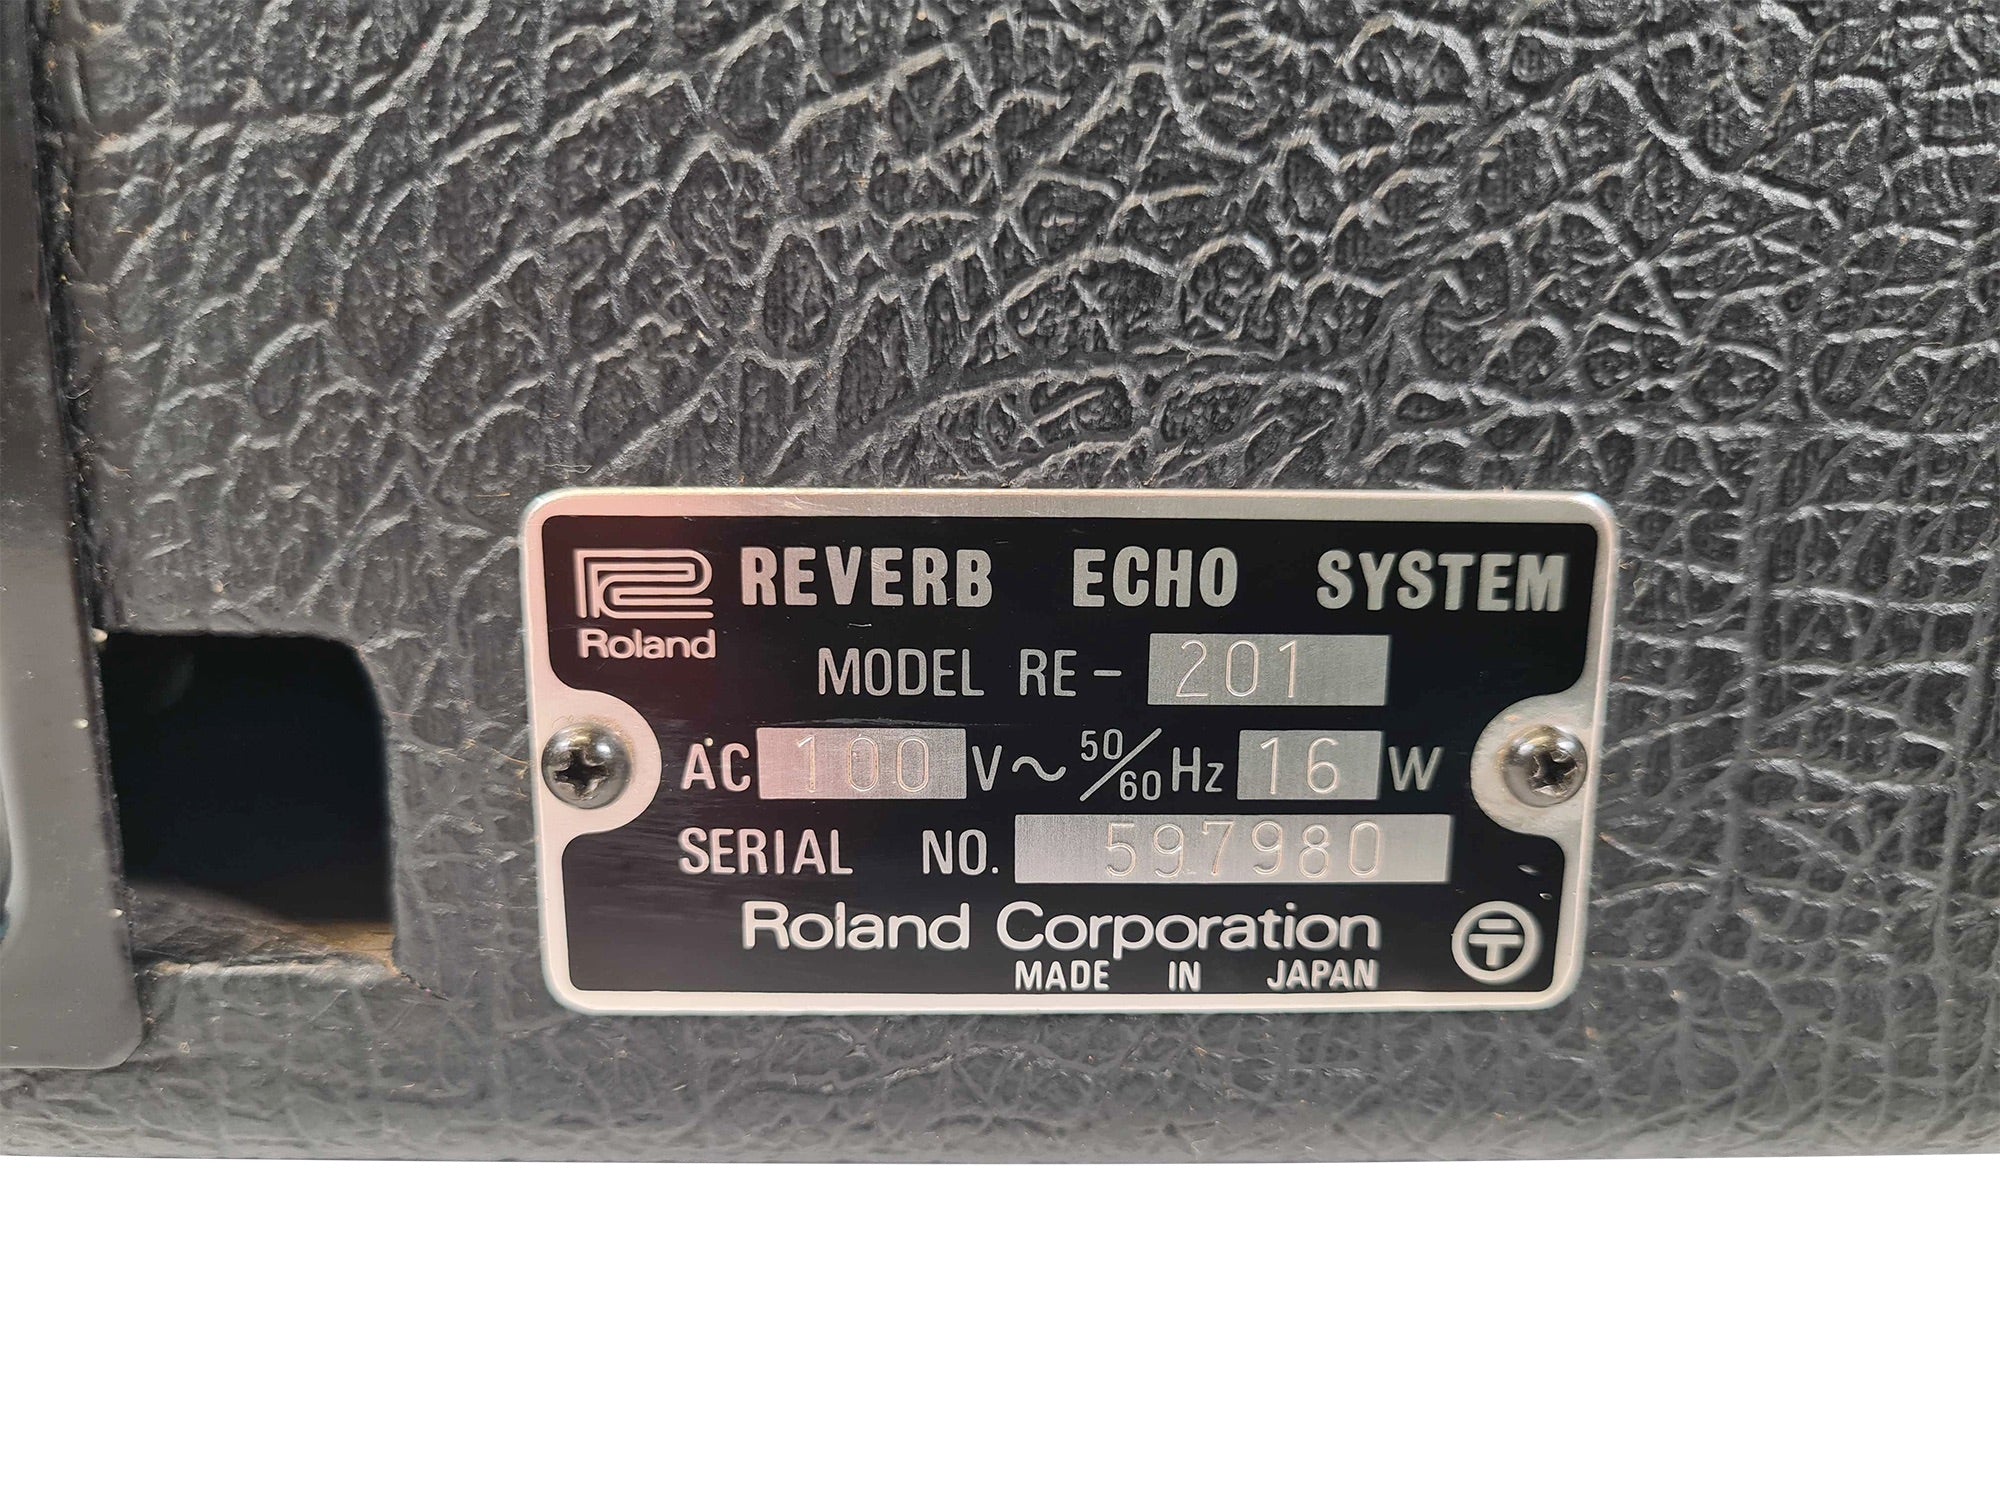 REVERB ECHO SYSTEM
Roland
MODEL RE-201
AC 100 V~ 50/60 Hz 16 W
SERIAL NO. 597980
Roland Corporation
MADE IN JAPAN